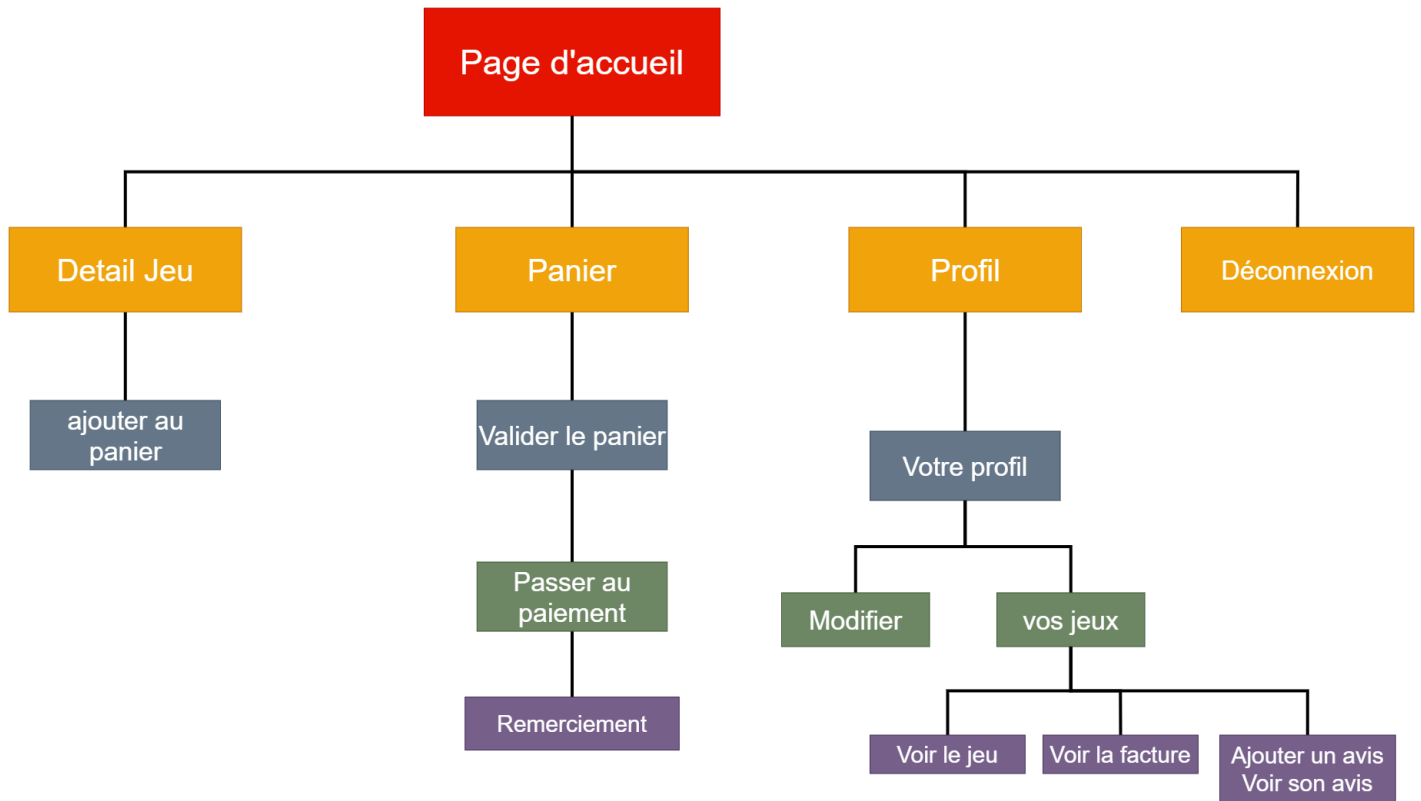 Page d'accueil
Detail Jeu
Panier
Profil
Déconnexion
ajouter au
panier
Valider le panier
Votre profil
Passer au
paiement
Modifier
vos jeux
Remerciement
Voir le jeu
Voir la facture
Ajouter un avis
Voir son avis